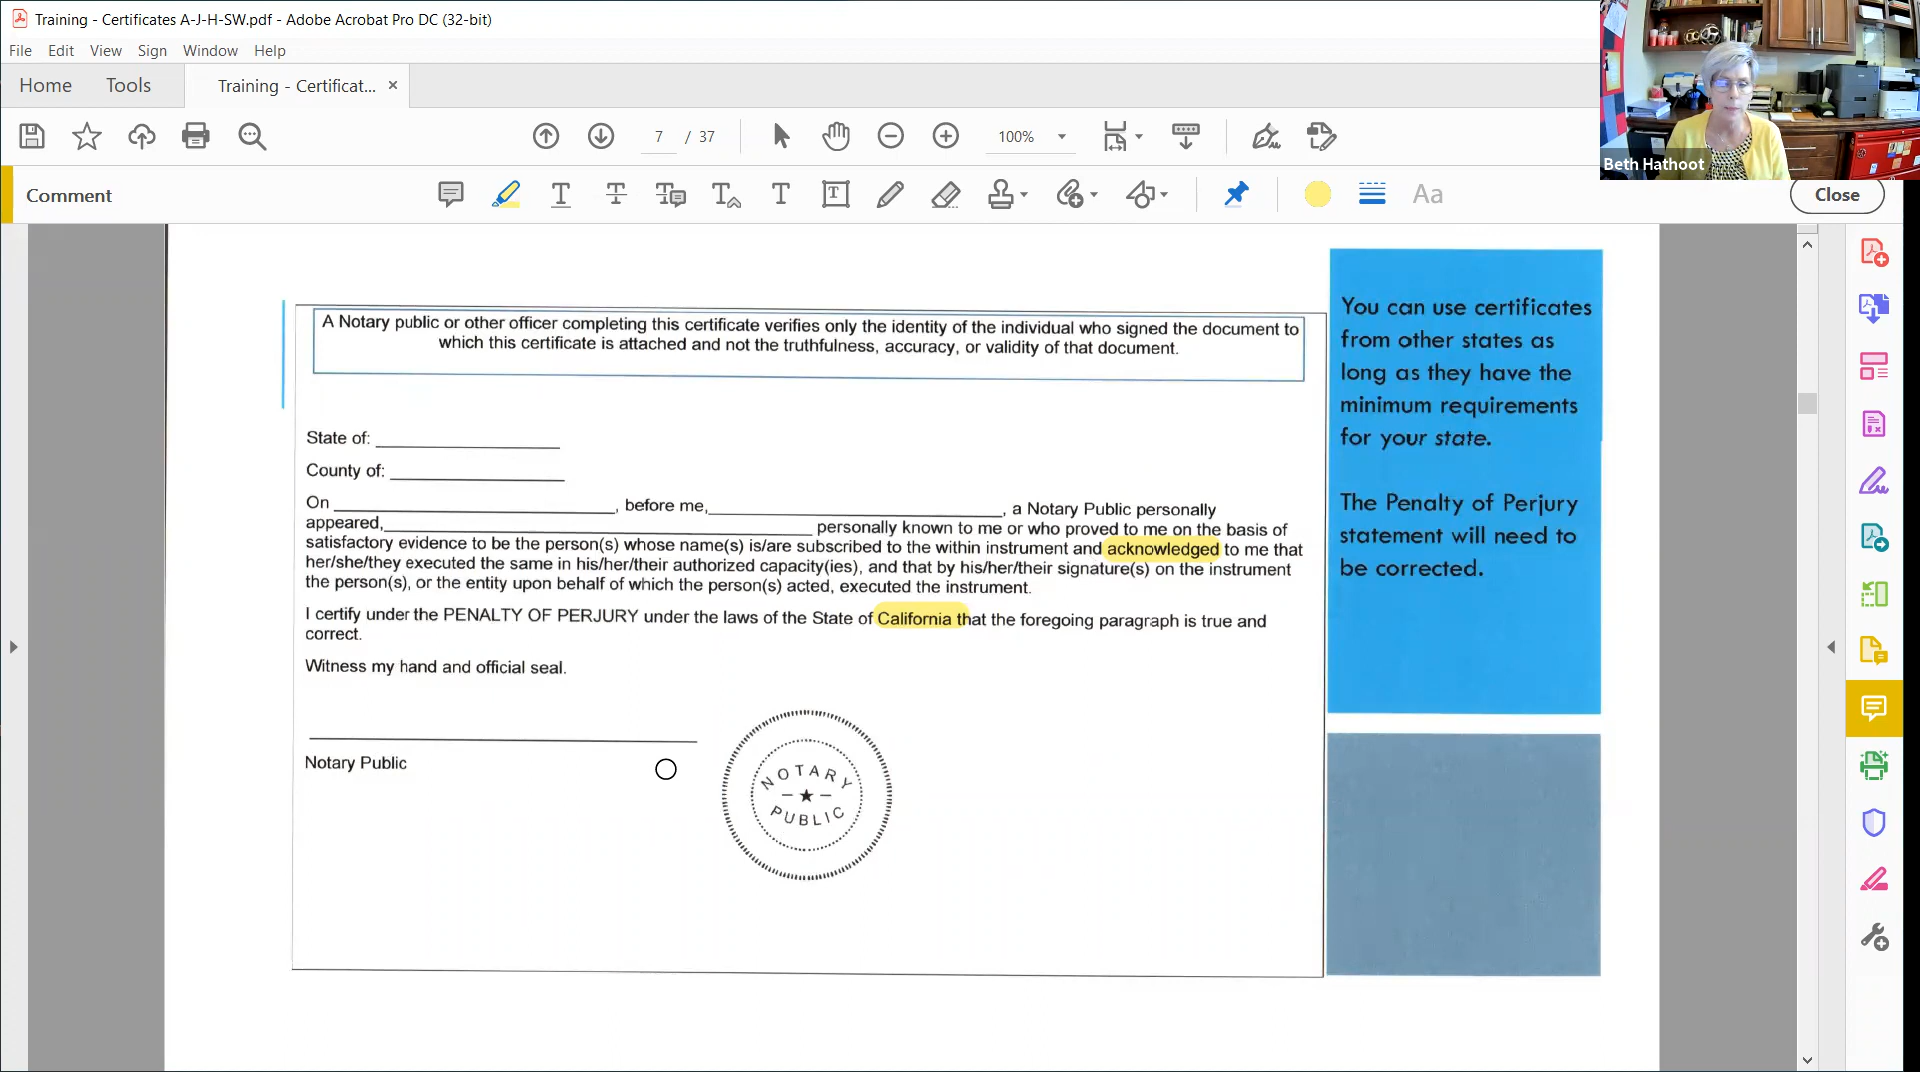 Training - Certificates A-J-H-SW.pdf - Adobe Acrobat Pro DC (32-bit)
File Edit View Sign Window Help
Home Tools Training - Certificat... ×
7 / 37 100%
Beth Hathoot
Comment
Aa
Close
A Notary public or other officer completing this certificate verifies only the identity of the individual who signed the document to
which this certificate is attached and not the truthfulness, accuracy, or validity of that document.
State of:
County of:
On , before me, , a Notary Public personally
appeared, personally known to me or who proved to me on the basis of
satisfactory evidence to be the person(s) whose name(s) is/are subscribed to the within instrument and acknowledged to me that
her/she/they executed the same in his/her/their authorized capacity(ies), and that by his/her/their signature(s) on the instrument
the person(s), or the entity upon behalf of which the person(s) acted, executed the instrument.
I certify under the PENALTY OF PERJURY under the laws of the State of California that the foregoing paragraph is true and
correct.
Witness my hand and official seal.
Notary Public
NOTARY
PUBLIC
You can use certificates
from other states as
long as they have the
minimum requirements
for your state.
The Penalty of Perjury
statement will need to
be corrected.